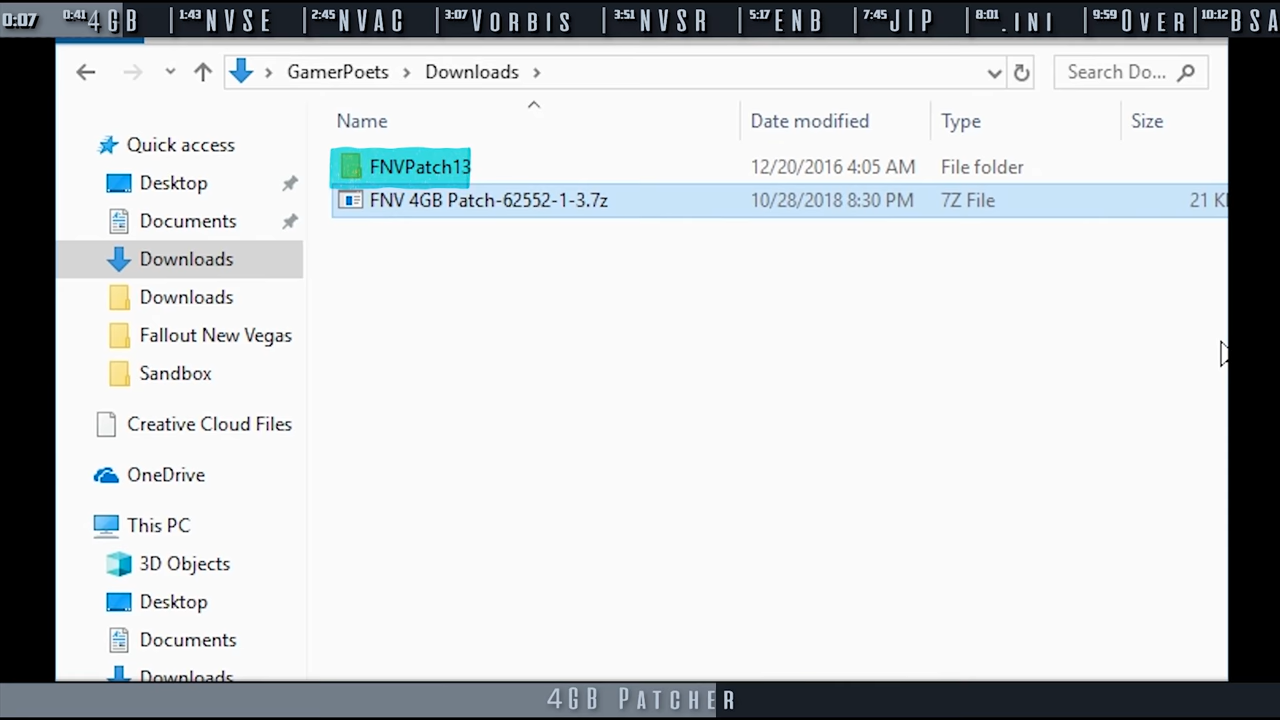 0:07 0:41 4GB 1:43 NVSE 2:45 NVAC 3:07 Vorbis 3:51 NVSR 5:17 ENB 7:45 JIP 8:01 .INI 9:59 Over 10:12 BSA
GamerPoets > Downloads >
Search Do...
Name Date modified Type Size
FNVPatch13 12/20/2016 4:05 AM File folder
FNV 4GB Patch-62552-1-3.7z 10/28/2018 8:30 PM 7Z File 21
Quick access
Desktop
Documents
Downloads
Downloads
Fallout New Vegas
Sandbox
Creative Cloud Files
OneDrive
This PC
3D Objects
Desktop
Documents
Downloads
4GB Patcher